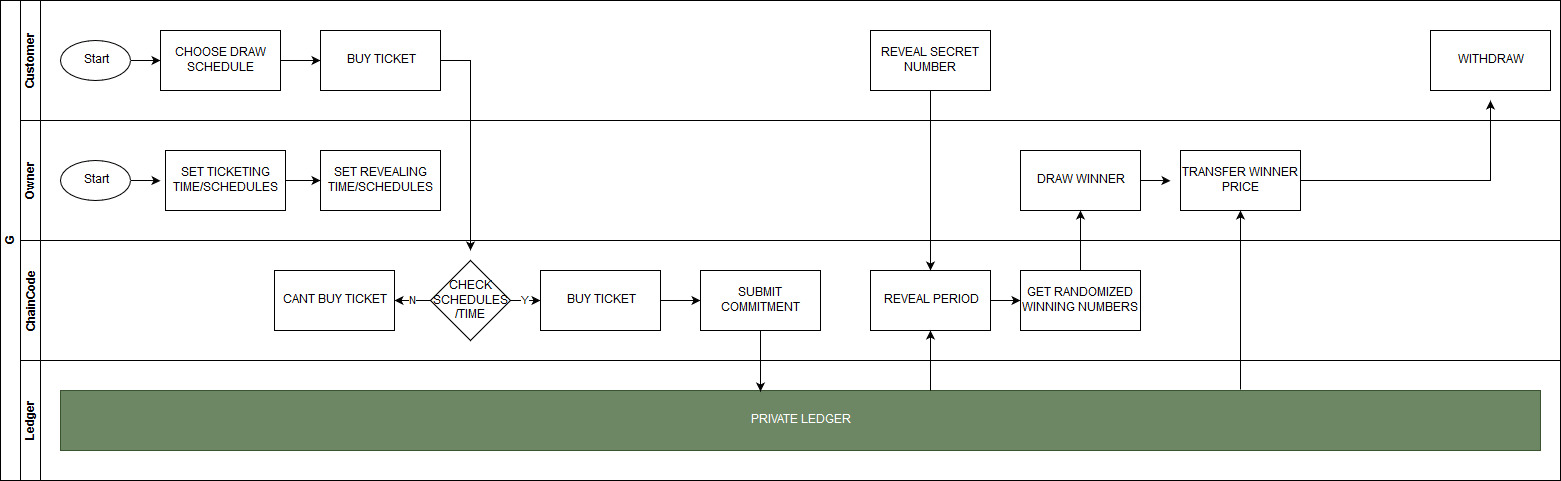 G
Customer
Start
CHOOSE DRAW
SCHEDULE
BUY TICKET
REVEAL SECRET
NUMBER
WITHDRAW
Owner
Start
SET TICKETING
TIME/SCHEDULES
SET REVEALING
TIME/SCHEDULES
DRAW WINNER
TRANSFER WINNER
PRICE
ChainCode
CANT BUY TICKET
N
CHECK
SCHEDULES
/TIME
Y
BUY TICKET
SUBMIT
COMMITMENT
REVEAL PERIOD
GET RANDOMIZED
WINNING NUMBERS
Ledger
PRIVATE LEDGER